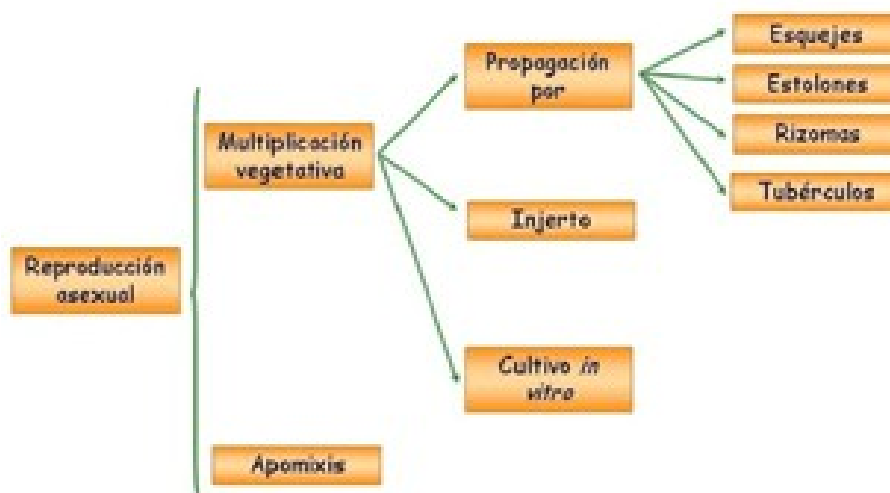 Reproducción
asexual
Multiplicación
vegetativa
Propagación
por
Esquejes
Estolones
Rizomas
Tubérculos
Injerto
Cultivo in
vitro
Apomixis